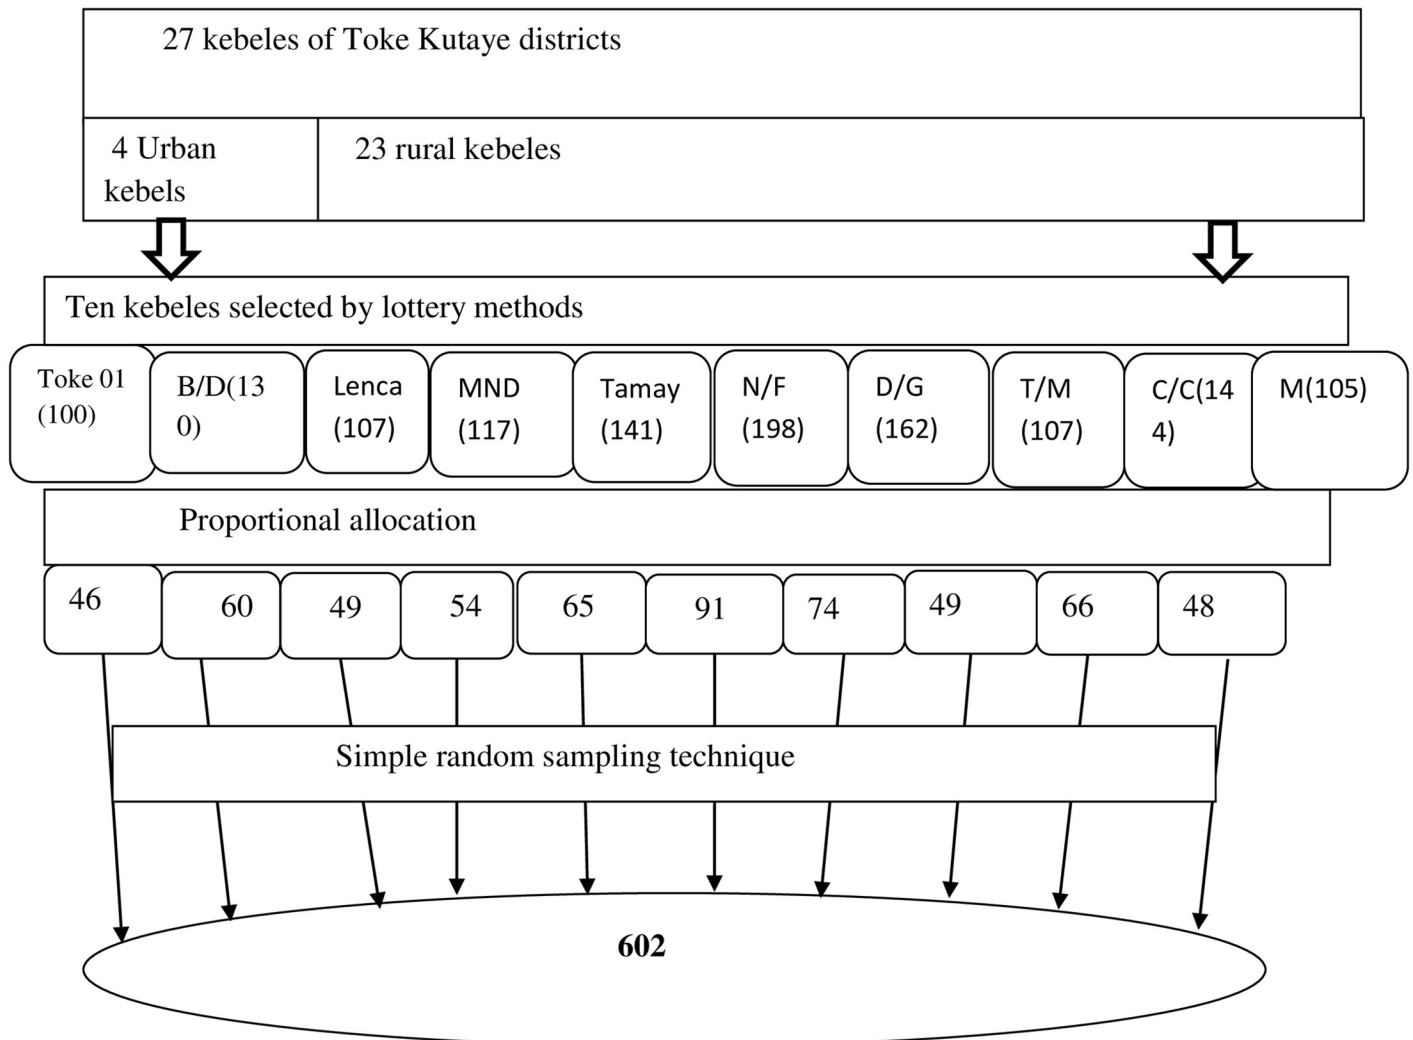 27 kebeles of Toke Kutaye districts
4 Urban
kebels
23 rural kebeles
Ten kebeles selected by lottery methods
Toke 01
(100)
B/D(13
0)
Lenca
(107)
MND
(117)
Tamay
(141)
N/F
(198)
D/G
(162)
T/M
(107)
C/C(14
4)
M(105)
Proportional allocation
46
60
49
54
65
91
74
49
66
48
Simple random sampling technique
602